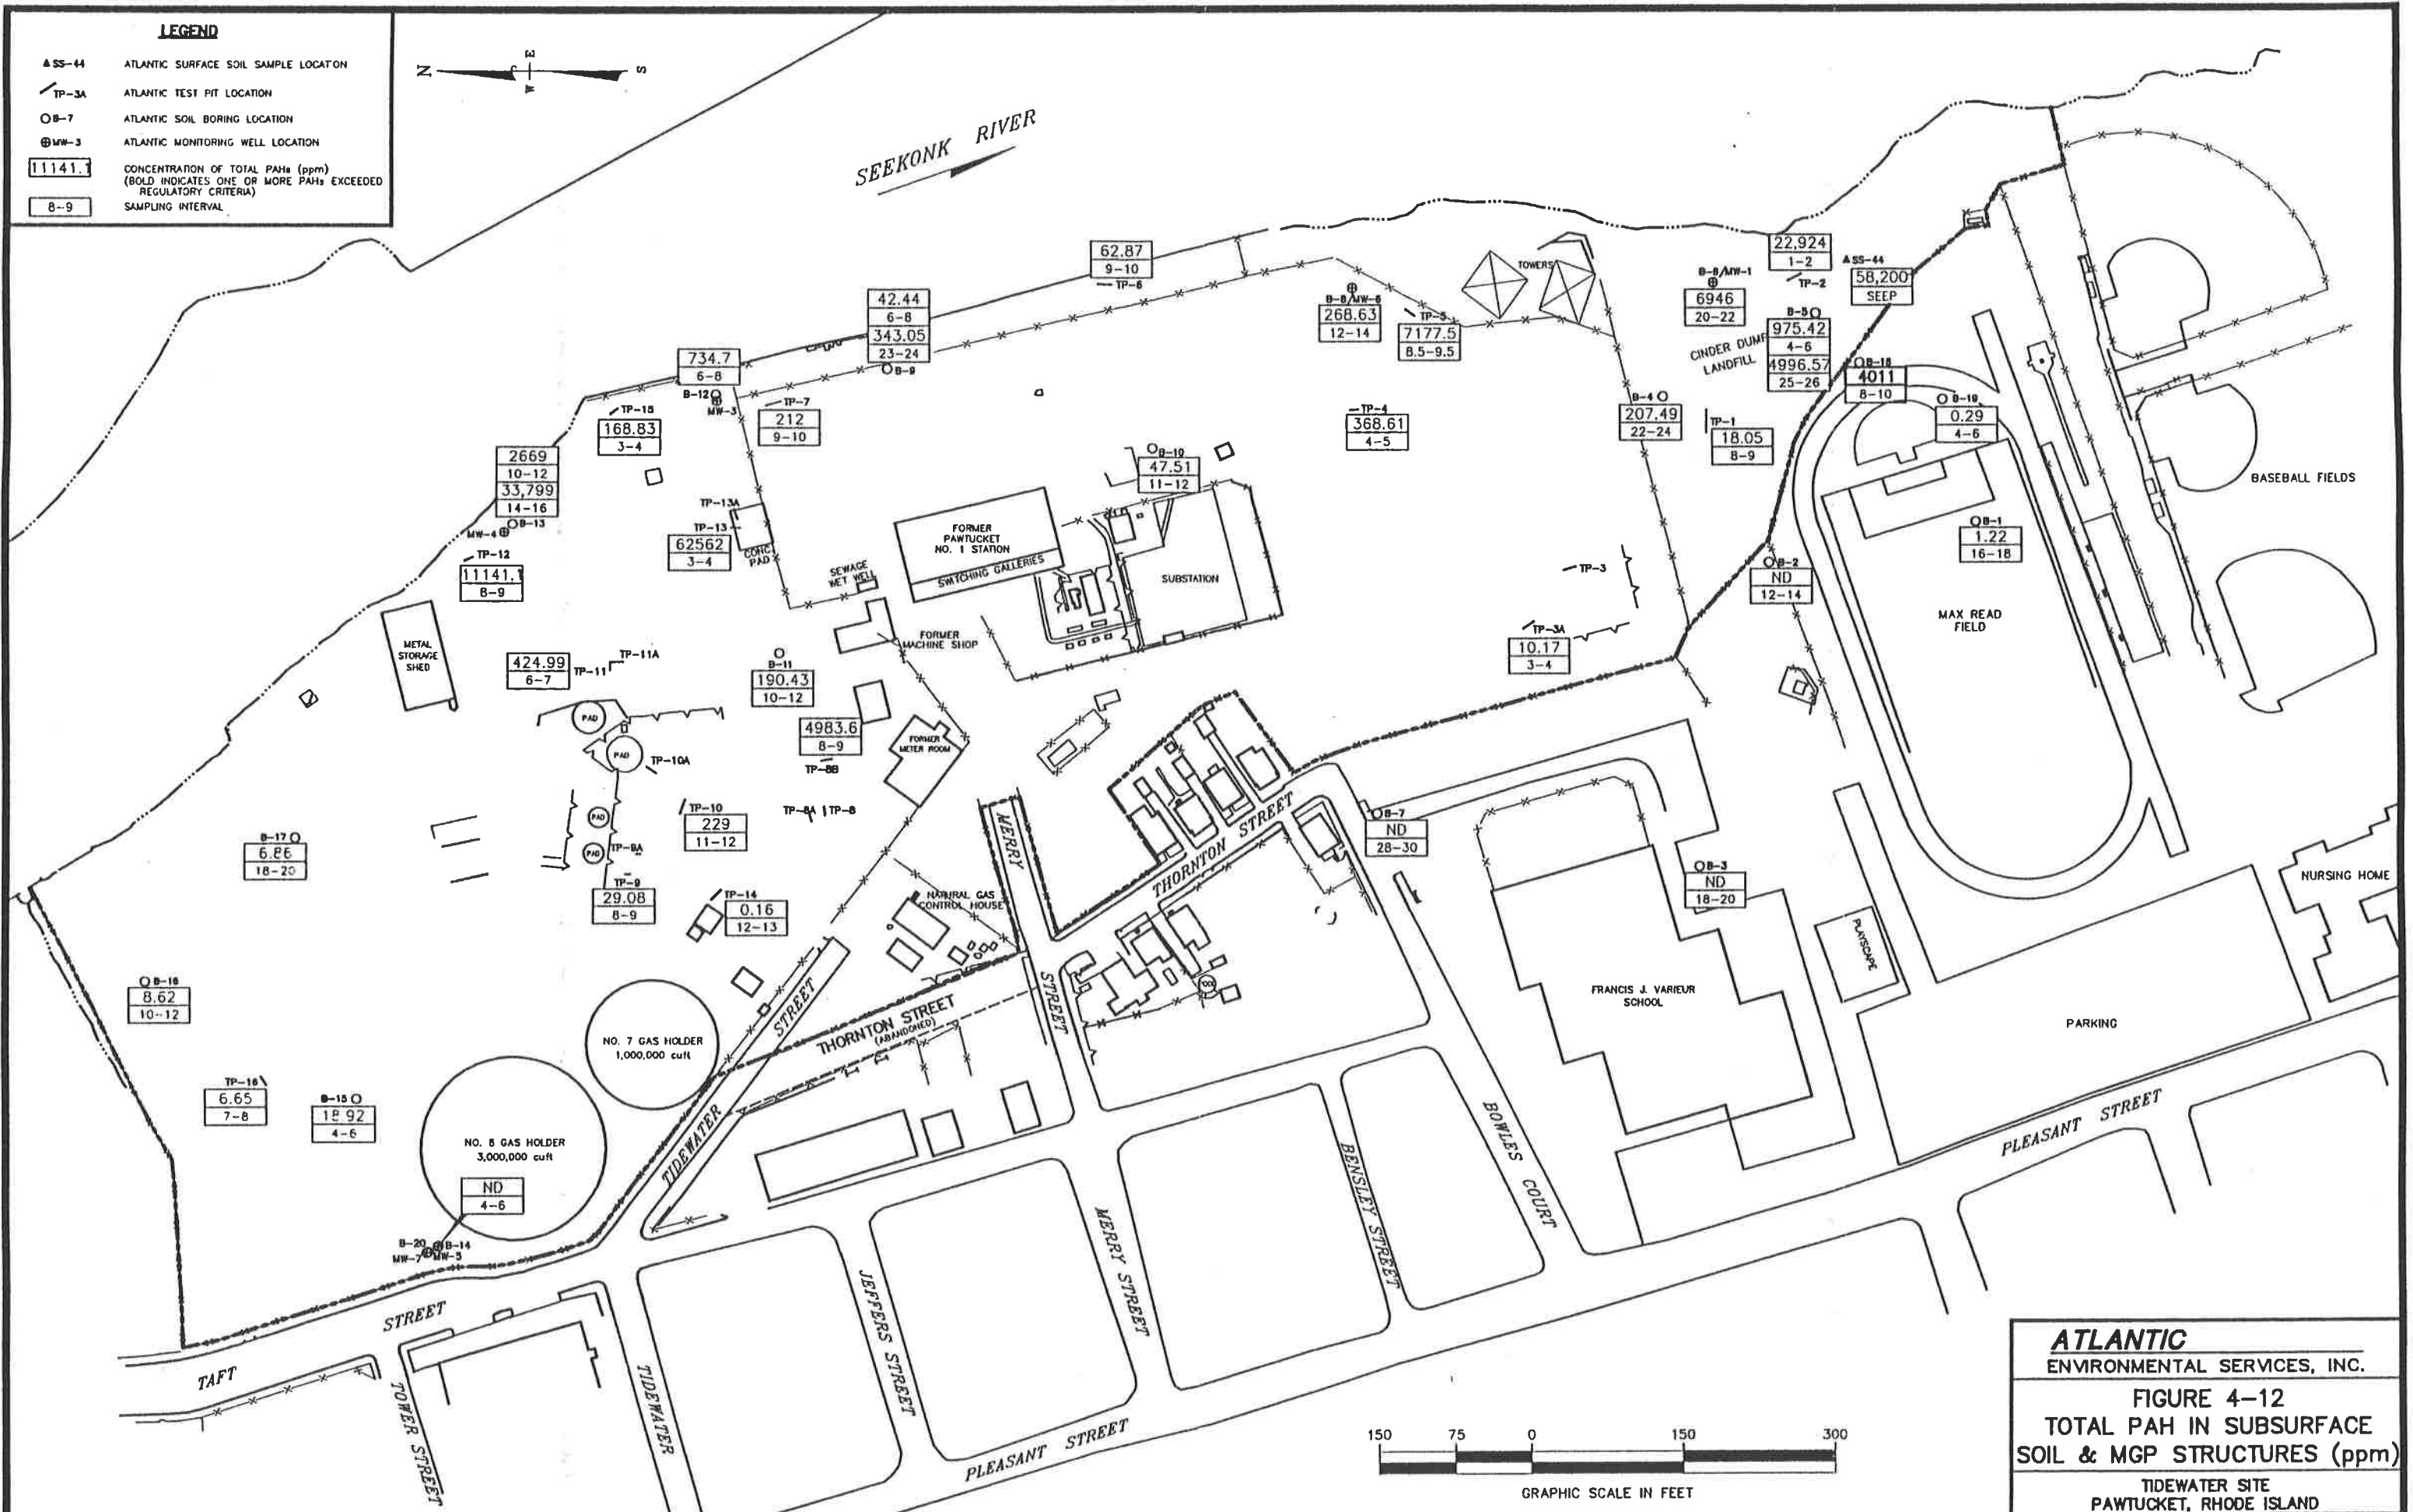 LEGEND
▲SS-44 ATLANTIC SURFACE SOIL SAMPLE LOCATION
TP-3A ATLANTIC TEST PIT LOCATION
B-7 ATLANTIC SOIL BORING LOCATION
MW-3 ATLANTIC MONITORING WELL LOCATION
11141.1 CONCENTRATION OF TOTAL PAHs (ppm)
(BOLD INDICATES ONE OR MORE PAHs EXCEEDED
REGULATORY CRITERIA)
8-9 SAMPLING INTERVAL
N
E
W
S
SEEKONK RIVER
62.87
9-10
TP-6
42.44
6-8
343.05
23-24
B-9
734.7
6-8
B-12
MW-3
TP-7
212
9-10
TP-15
168.83
3-4
2669
10-12
33,799
14-16
B-13
MW-4
TP-12
11141.1
8-9
TP-13A
TP-13
62562
3-4
CONC.
PAD
SEWAGE
WET WELL
FORMER
PAWTUCKET
NO. 1 STATION
SWITCHING GALLERIES
FORMER
MACHINE SHOP
B-10
47.51
11-12
SUBSTATION
TOWERS
B-8/MW-6
268.63
12-14
TP-5
7177.5
8.5-9.5
TP-4
368.61
4-5
22,924
1-2
TP-2
▲SS-44
58,200
SEEP
B-6/MW-1
6946
20-22
B-5
975.42
4-6
4996.57
25-26
CINDER DUMP
LANDFILL
B-18
4011
8-10
B-19
0.29
4-6
B-4
207.49
22-24
TP-1
18.05
8-9
B-1
1.22
16-18
B-2
ND
12-14
MAX READ
FIELD
BASEBALL FIELDS
TP-3
TP-3A
10.17
3-4
METAL
STORAGE
SHED
424.99
6-7
TP-11
TP-11A
B-11
190.43
10-12
4983.6
8-9
TP-8B
FORMER
METER ROOM
PAD
PAD
TP-10A
TP-10
229
11-12
TP-8A
TP-8
PAD
PAD
TP-9A
TP-9
29.08
8-9
TP-14
0.16
12-13
B-17
6.86
18-20
NATURAL GAS
CONTROL HOUSE
MERRY
STREET
THORNTON STREET
B-7
ND
28-30
B-3
ND
18-20
NURSING HOME
PLAYSCAPE
FRANCIS J. VARIEUR
SCHOOL
PARKING
B-16
8.62
10-12
TP-16
6.65
7-8
B-15
18.92
4-6
NO. 7 GAS HOLDER
1,000,000 cuft
NO. 8 GAS HOLDER
3,000,000 cuft
ND
4-6
B-20
B-14
MW-7
MW-5
TIDEWATER STREET
THORNTON STREET
(ABANDONED)
BENSLEY STREET
BOWLES COURT
PLEASANT STREET
MERRY STREET
JEFFERS STREET
TAFT STREET
TOWER STREET
TIDEWATER
PLEASANT STREET
150 75 0 150 300
GRAPHIC SCALE IN FEET
ATLANTIC
ENVIRONMENTAL SERVICES, INC.
FIGURE 4-12
TOTAL PAH IN SUBSURFACE
SOIL & MGP STRUCTURES (ppm)
TIDEWATER SITE
PAWTUCKET, RHODE ISLAND